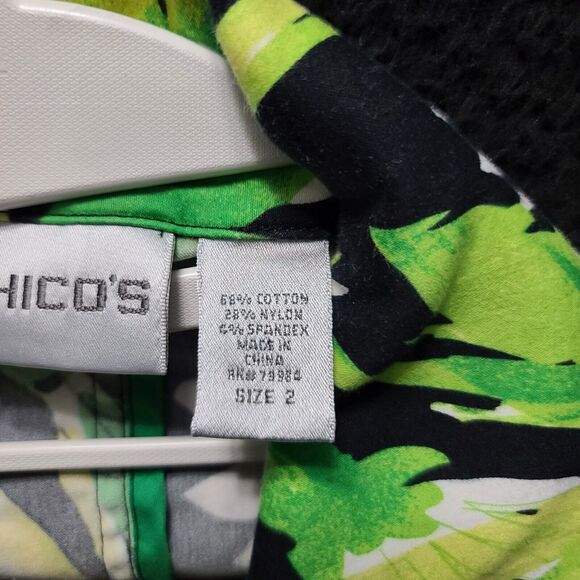 HICO'S
68% COTTON
28% NYLON
4% SPANDEX
MADE IN
CHINA
RN# 79984
SIZE 2